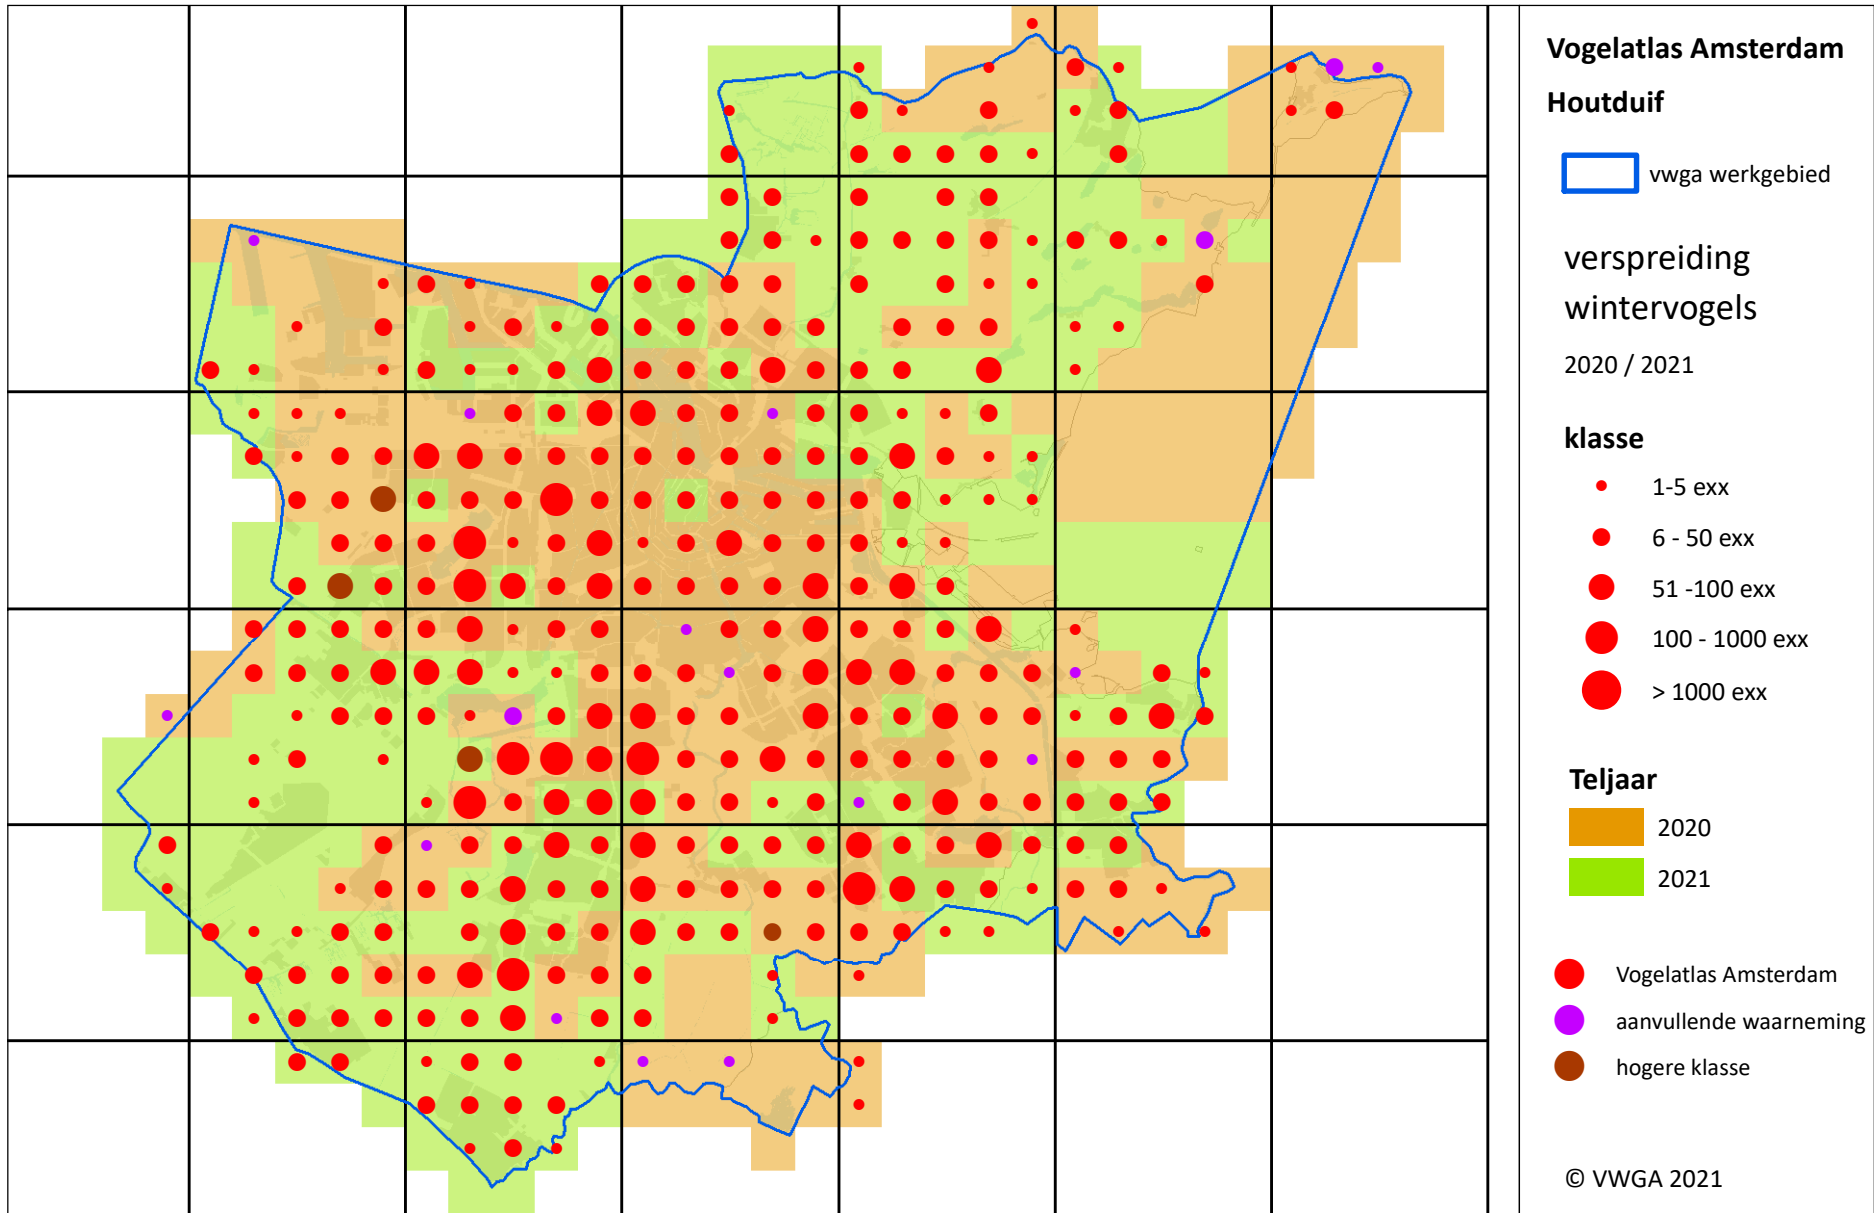 Vogelatlas Amsterdam
Houtduif
vwga werkgebied
verspreiding
wintervogels
2020 / 2021
klasse
1-5 exx
6 - 50 exx
51 -100 exx
100 - 1000 exx
> 1000 exx
Teljaar
2020
2021
Vogelatlas Amsterdam
aanvullende waarneming
hogere klasse
© VWGA 2021